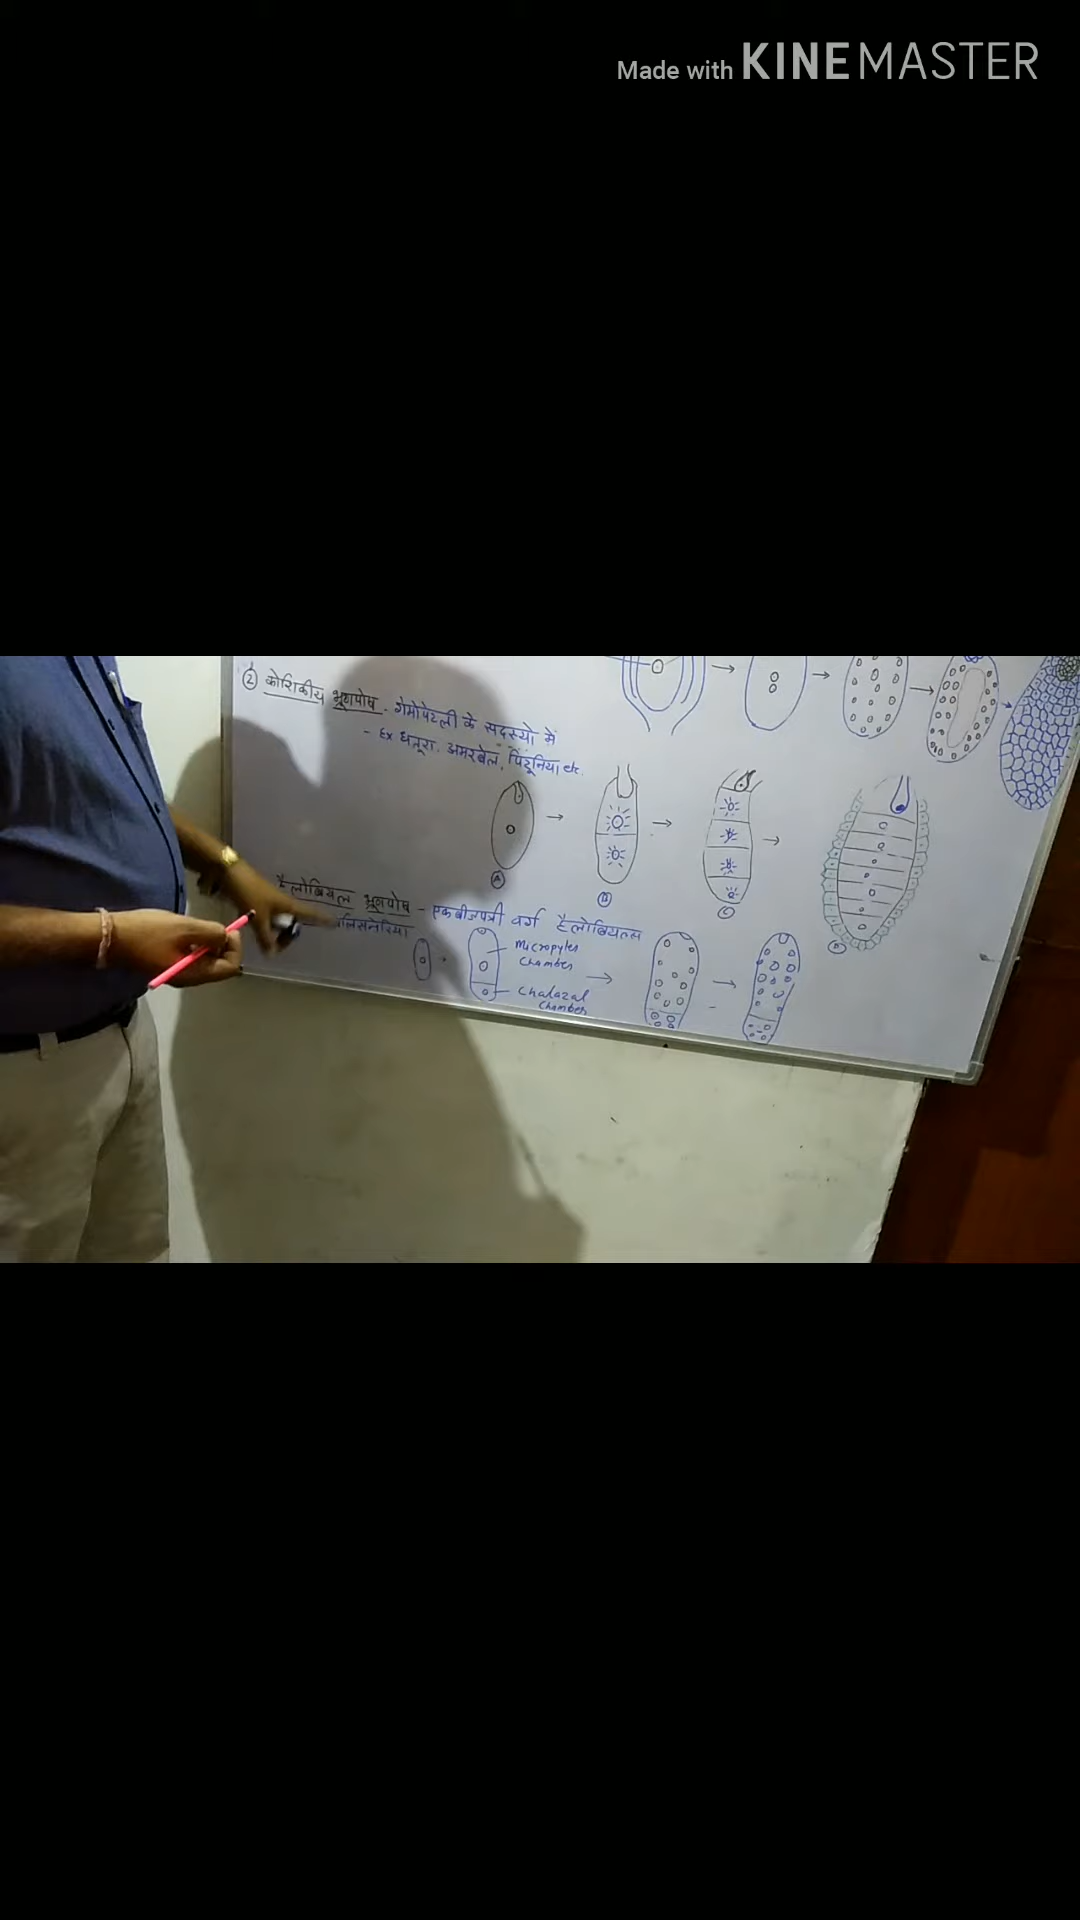 Made with KINEMASTER
② कोशिकीय भ्रूणपोष - गेमोपेटली के सदस्यो में
- Ex धतूरा, अमरबेल, पिटूनिया etc.
A
B
C
D
हैलोबियल भ्रूणपोष - एकबीजपत्री वर्ग हैलोबियल्स
Micropyler
Chamber
Chalazal
Chamber